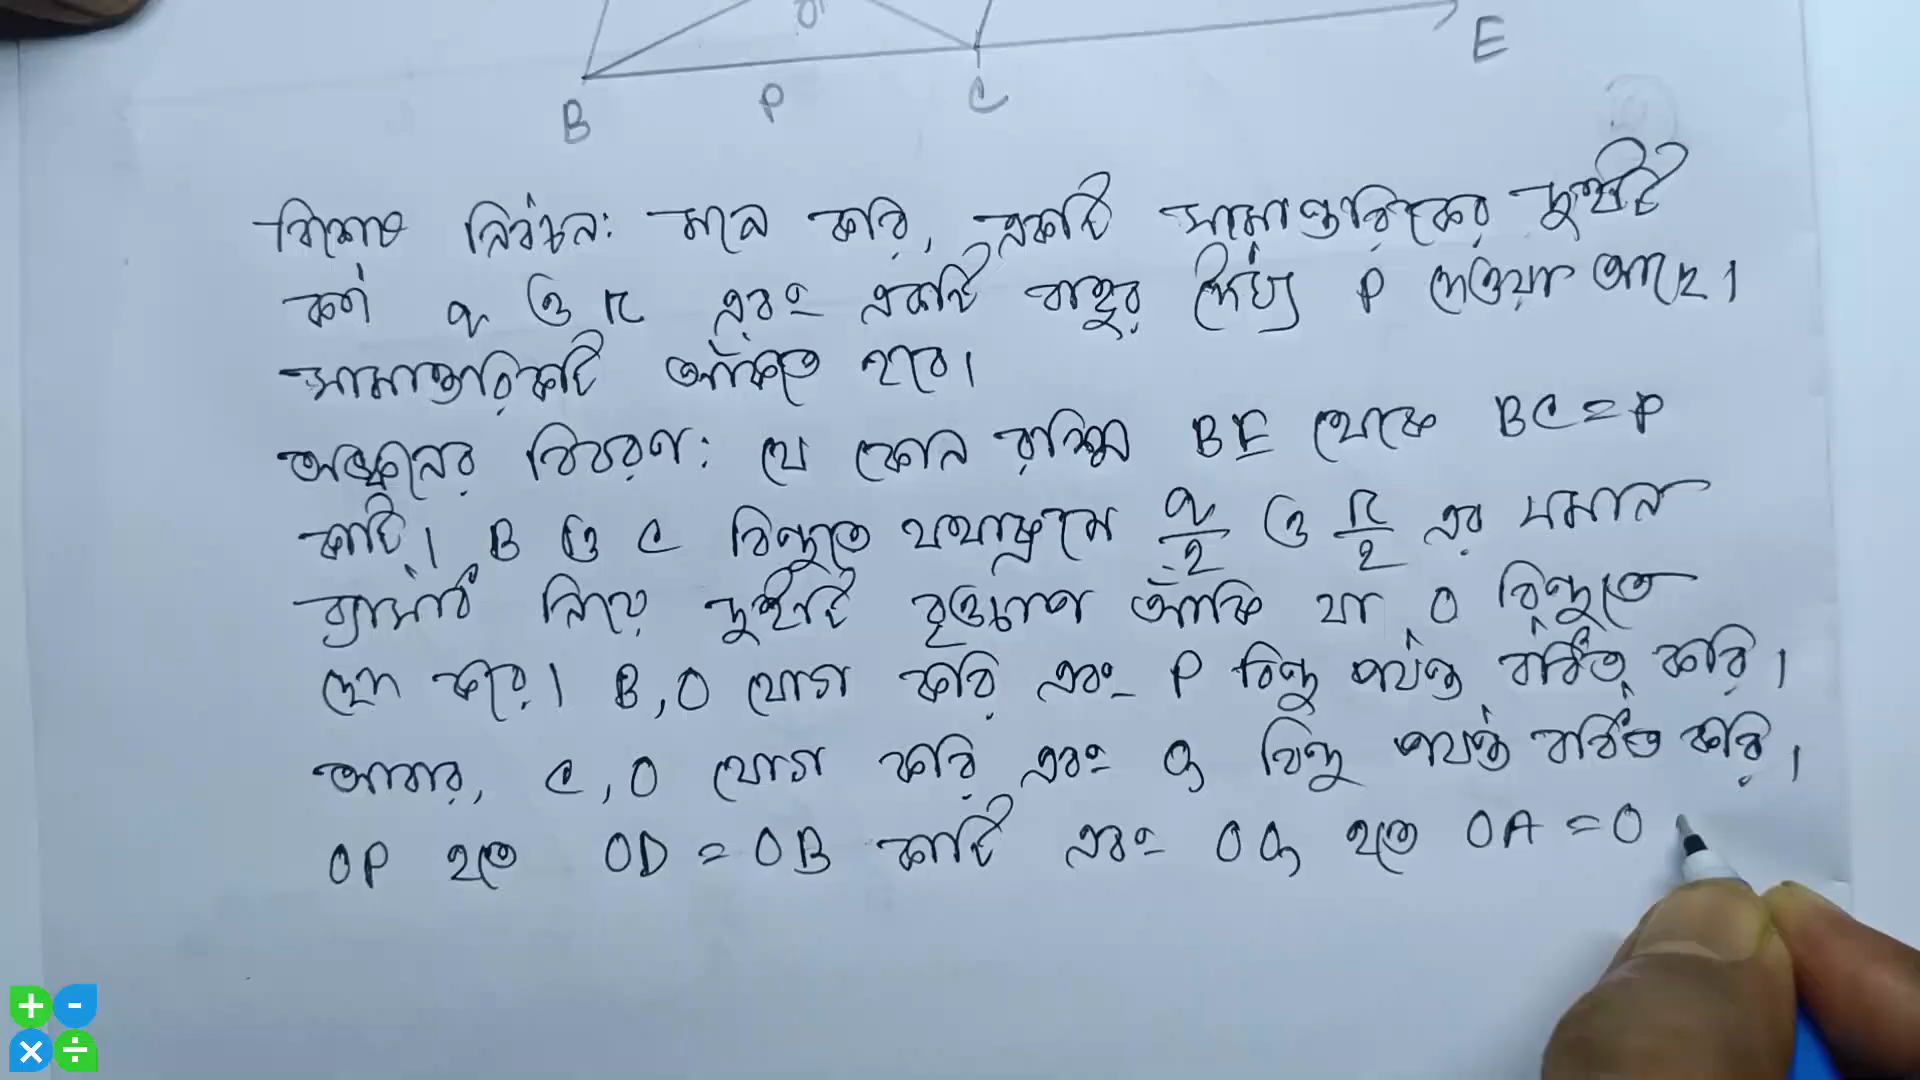 O
E
B P C
বিশেষ নির্বচন: মনে করি, একটি সামান্তরিকের দুইটি
কর্ণ q ও r এবং একটি বাহুর দৈর্ঘ্য P দেওয়া আছে।
সামান্তরিকটি আঁকতে হবে।
অঙ্কনের বিবরণ: যে কোন রশ্মি BE থেকে BC = P
কাটি। B ও C বিন্দুতে যথাক্রমে q/2 ও r/2 এর সমান
ব্যাসার্ধ নিয়ে দুইটি বৃত্তচাপ আঁকি যা O বিন্দুতে
ছেদ করে। B, O যোগ করি এবং P বিন্দু পর্যন্ত বর্ধিত করি।
আবার, C, O যোগ করি এবং Q বিন্দু পর্যন্ত বর্ধিত করি।
OP হতে OD = OB কাটি এবং OQ হতে OA = O
+ -
× ÷